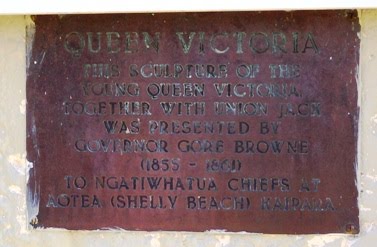 QUEEN VICTORIA
THIS SCULPTURE OF THE
YOUNG QUEEN VICTORIA,
TOGETHER WITH UNION JACK
WAS PRESENTED BY
GOVERNOR GORE BROWNE
(1855 - 1861)
TO NGATIWHATUA CHIEFS AT
AOTEA (SHELLY BEACH) KAIPARA